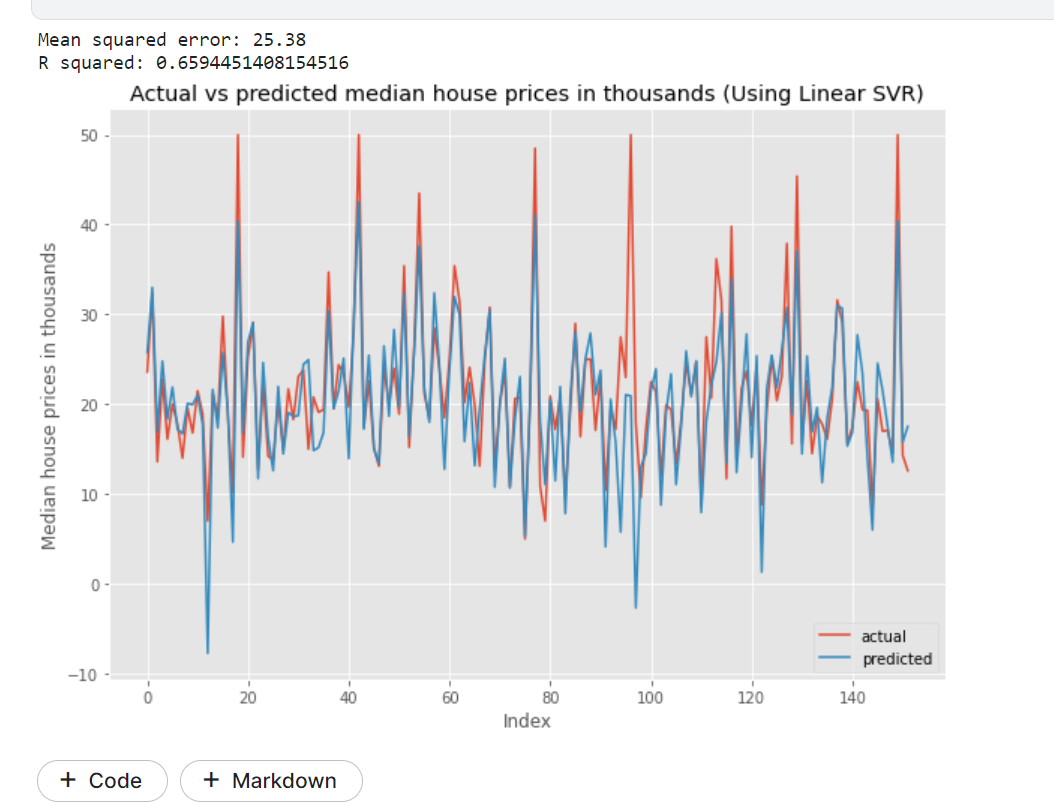 Mean squared error: 25.38
R squared: 0.6594451408154516
Actual vs predicted median house prices in thousands (Using Linear SVR)
Median house prices in thousands
50
40
30
20
10
0
−10
0 20 40 60 80 100 120 140
Index
actual
predicted
+ Code + Markdown